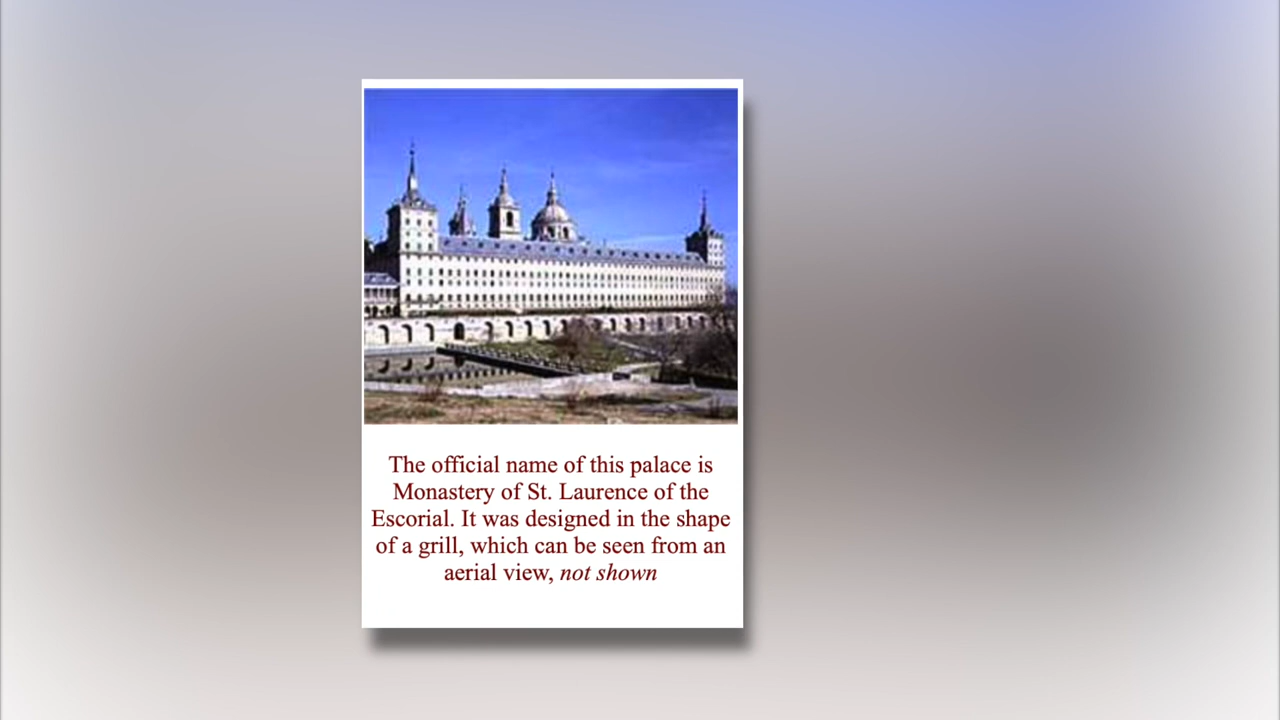 The official name of this palace is
Monastery of St. Laurence of the
Escorial. It was designed in the shape
of a grill, which can be seen from an
aerial view, not shown